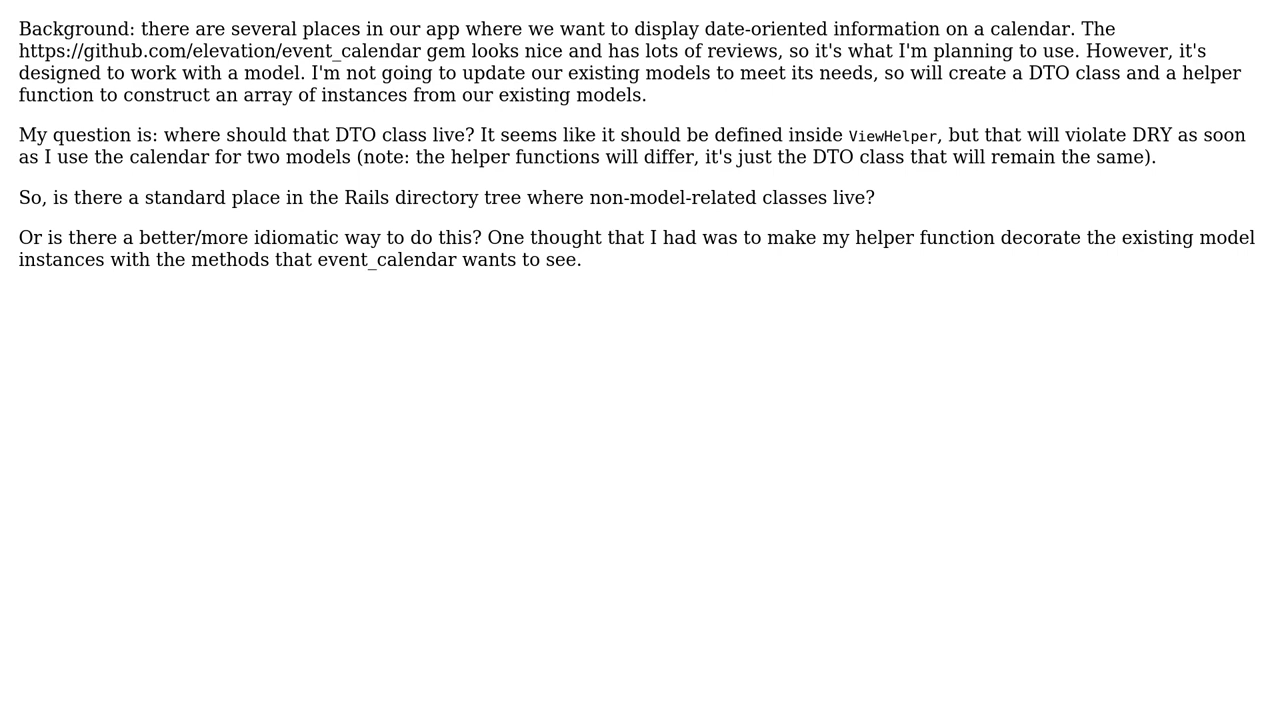 Background: there are several places in our app where we want to display date-oriented information on a calendar. The
https://github.com/elevation/event_calendar gem looks nice and has lots of reviews, so it's what I'm planning to use. However, it's
designed to work with a model. I'm not going to update our existing models to meet its needs, so will create a DTO class and a helper
function to construct an array of instances from our existing models.
My question is: where should that DTO class live? It seems like it should be defined inside ViewHelper, but that will violate DRY as soon
as I use the calendar for two models (note: the helper functions will differ, it's just the DTO class that will remain the same).
So, is there a standard place in the Rails directory tree where non-model-related classes live?
Or is there a better/more idiomatic way to do this? One thought that I had was to make my helper function decorate the existing model
instances with the methods that event_calendar wants to see.